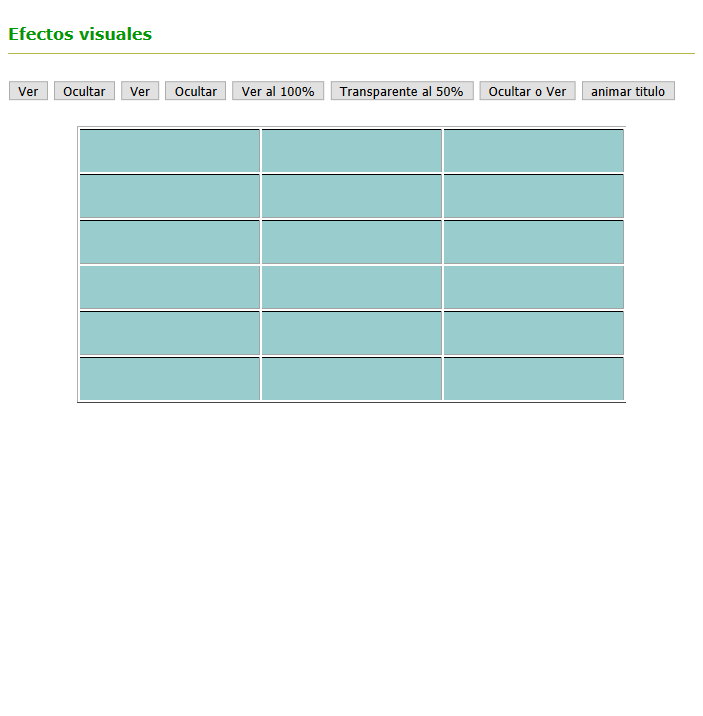 Efectos visuales
Ver Ocultar Ver Ocultar Ver al 100% Transparente al 50% Ocultar o Ver animar titulo